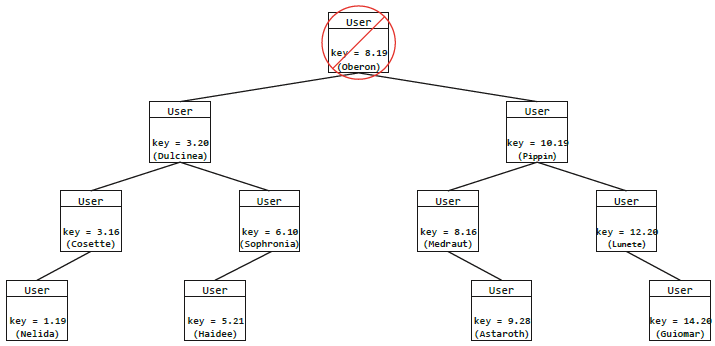 User
key = 8.19
(Oberon)
User
key = 3.20
(Dulcinea)
User
key = 10.19
(Pippin)
User
key = 3.16
(Cosette)
User
key = 6.10
(Sophronia)
User
key = 8.16
(Medraut)
User
key = 12.20
(Lunete)
User
key = 1.19
(Nelida)
User
key = 5.21
(Haidee)
User
key = 9.28
(Astaroth)
User
key = 14.20
(Guiomar)